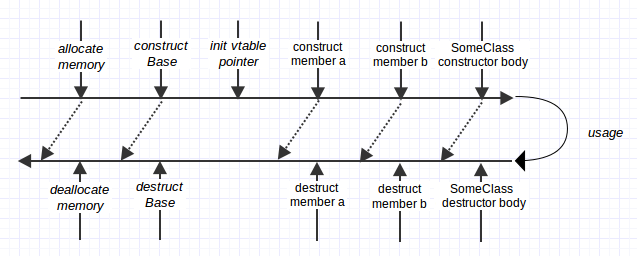 allocate
memory
construct
Base
init vtable
pointer
construct
member a
construct
member b
SomeClass
constructor body
usage
deallocate
memory
destruct
Base
destruct
member a
destruct
member b
SomeClass
destructor body